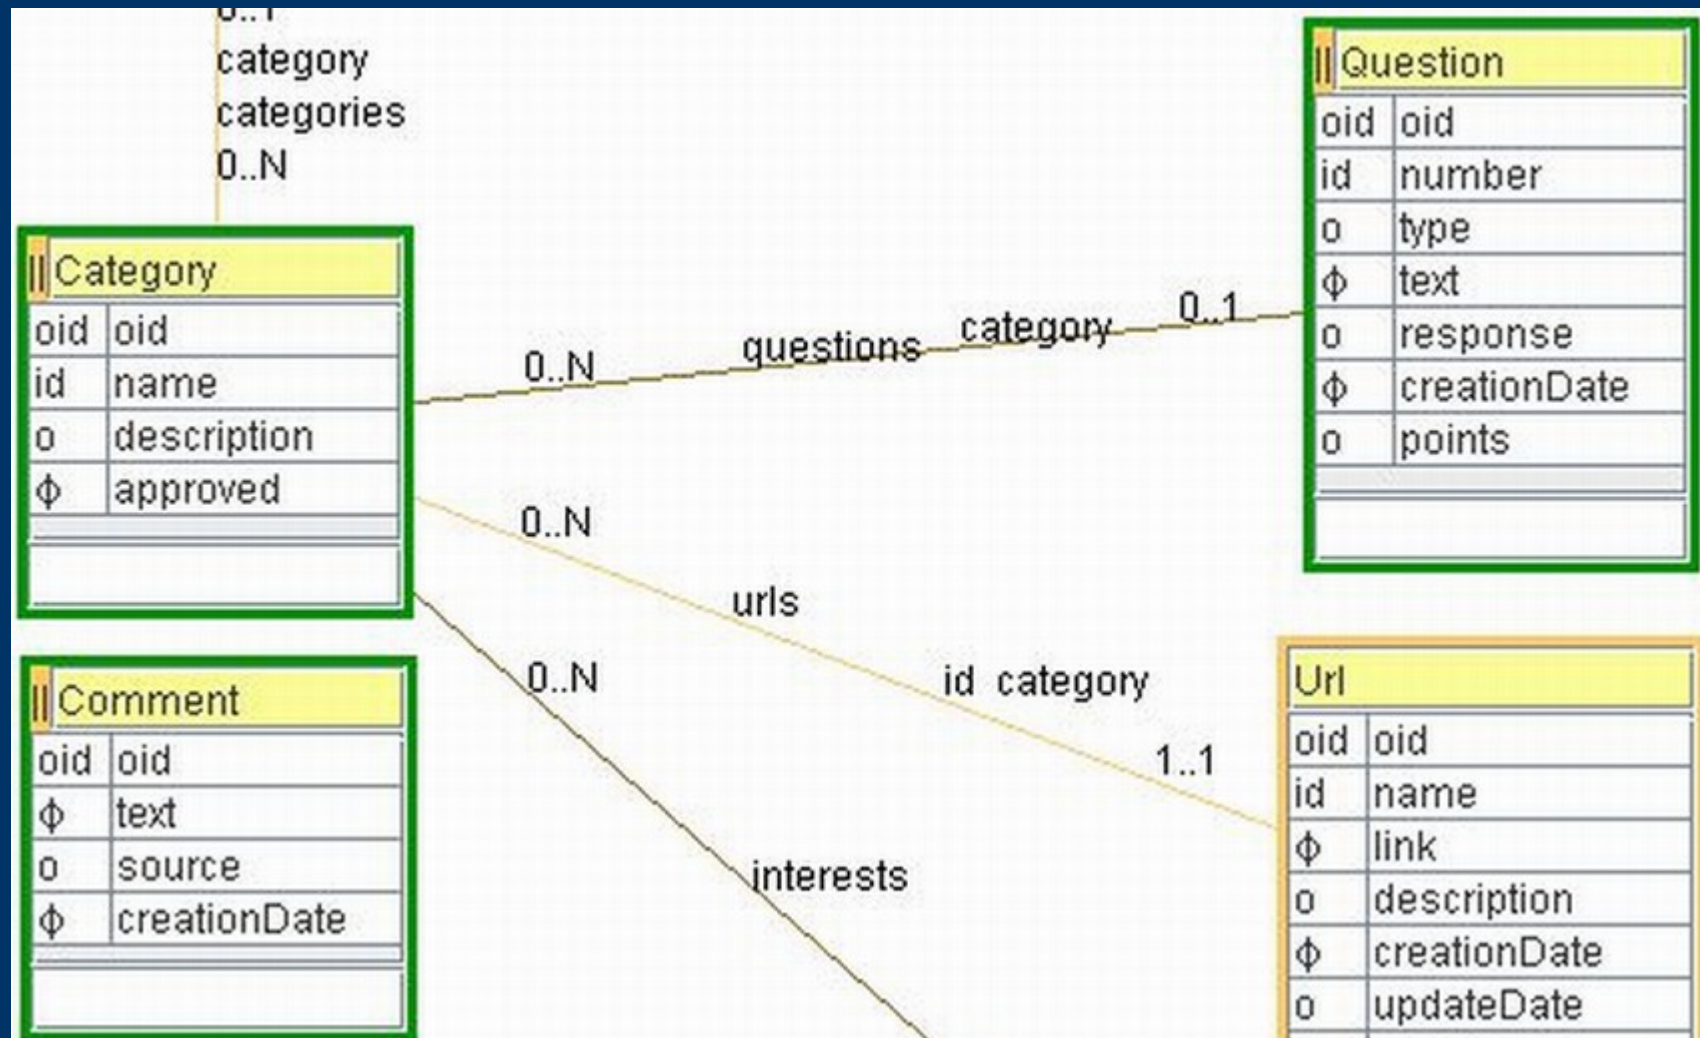 0..1
category
categories
0..N
Category
oid oid
id name
o description
ϕ approved
0..N
questions
category
0..1
Question
oid oid
id number
o type
ϕ text
o response
ϕ creationDate
o points
0..N
urls
id category
1..1
0..N
interests
Comment
oid oid
ϕ text
o source
ϕ creationDate
Url
oid oid
id name
ϕ link
o description
ϕ creationDate
o updateDate